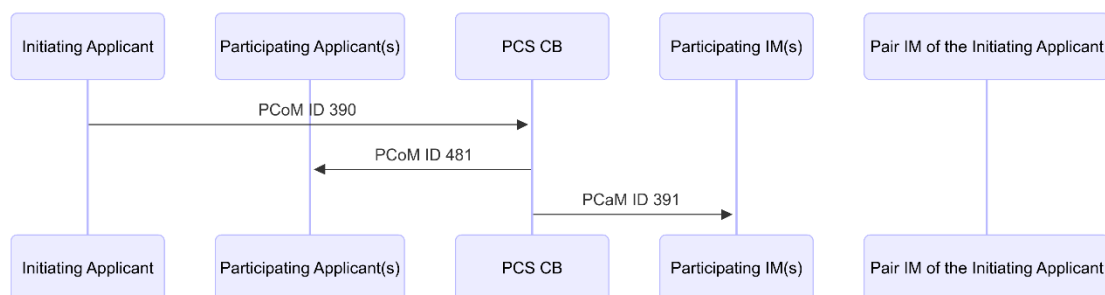 Initiating Applicant
Participating Applicant(s)
PCS CB
Participating IM(s)
Pair IM of the Initiating Applicant
PCoM ID 390
PCoM ID 481
PCaM ID 391
Initiating Applicant
Participating Applicant(s)
PCS CB
Participating IM(s)
Pair IM of the Initiating Applicant